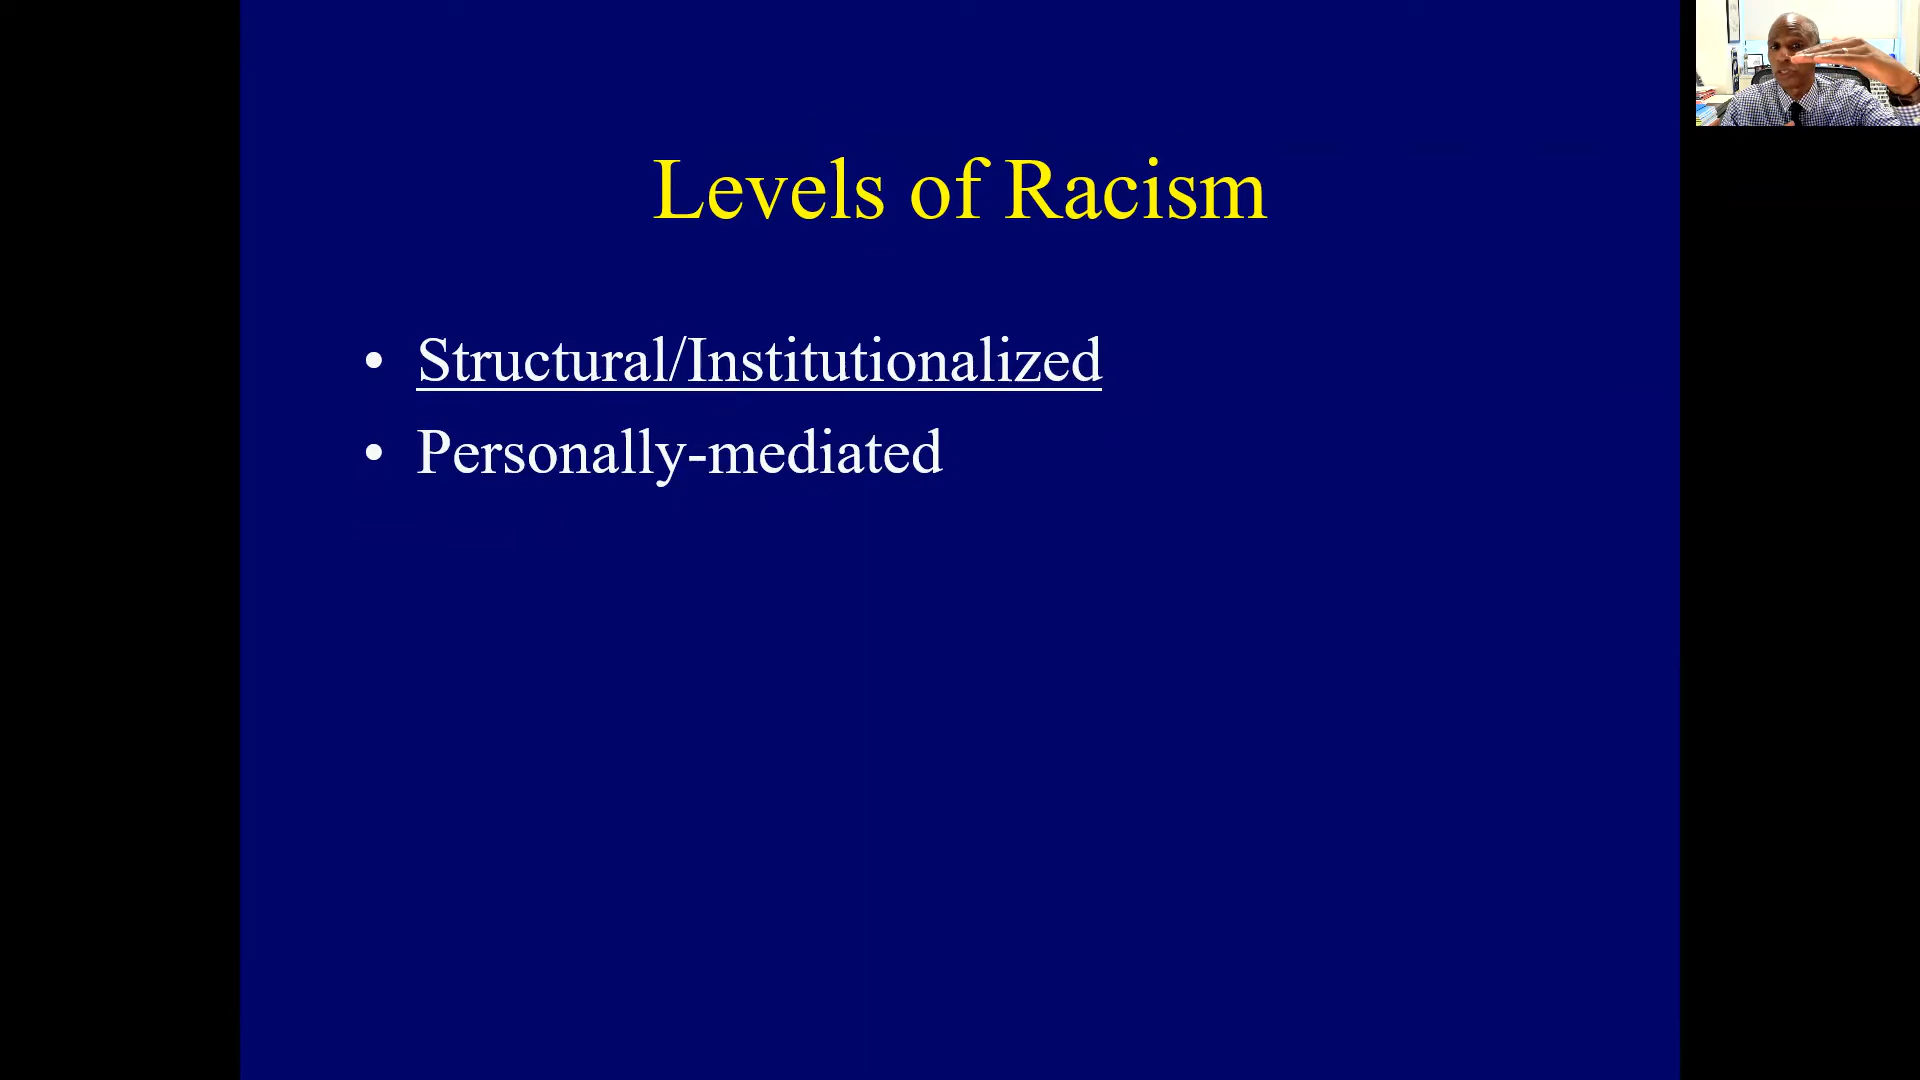 Levels of Racism
• Structural/Institutionalized
• Personally-mediated